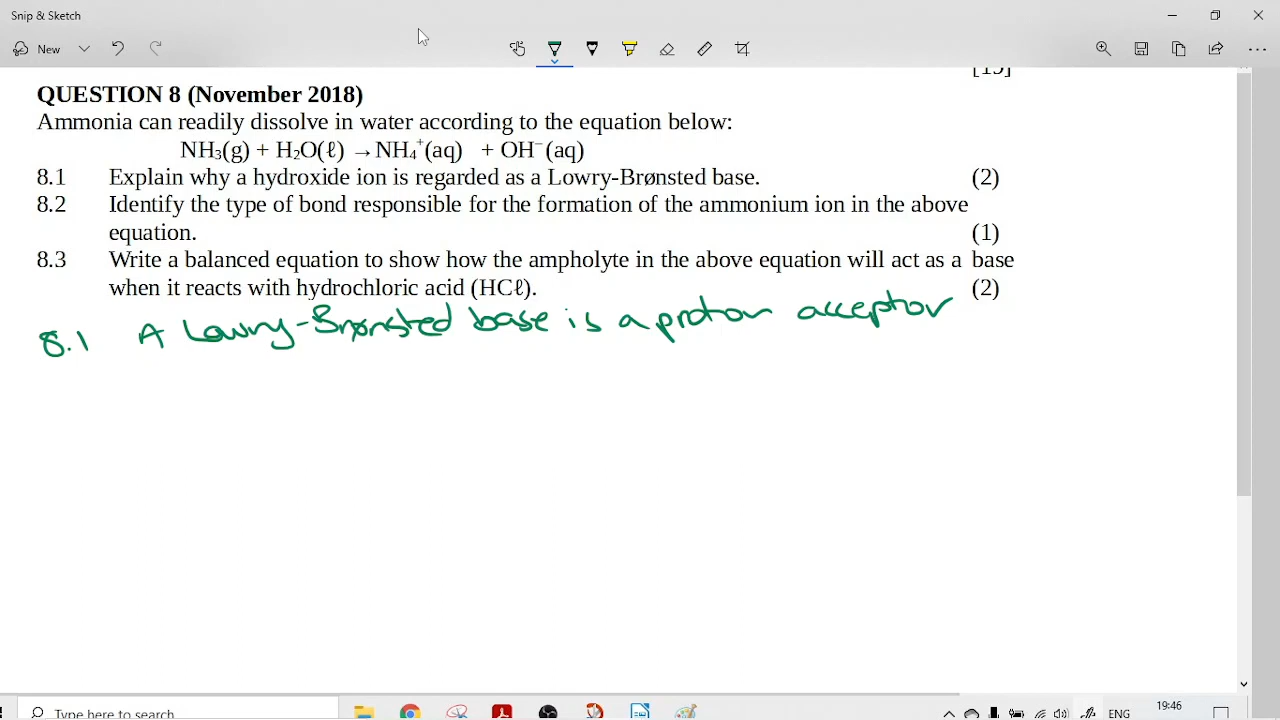 Snip & Sketch
New
[19]
QUESTION 8 (November 2018)
Ammonia can readily dissolve in water according to the equation below:
NH₃(g) + H₂O(ℓ) → NH₄⁺(aq) + OH⁻(aq)
8.1 Explain why a hydroxide ion is regarded as a Lowry-Brønsted base. (2)
8.2 Identify the type of bond responsible for the formation of the ammonium ion in the above
equation. (1)
8.3 Write a balanced equation to show how the ampholyte in the above equation will act as a base
when it reacts with hydrochloric acid (HCℓ). (2)
8.1 A Lowry-Brønsted base is a proton acceptor
Type here to search
ENG
19:46